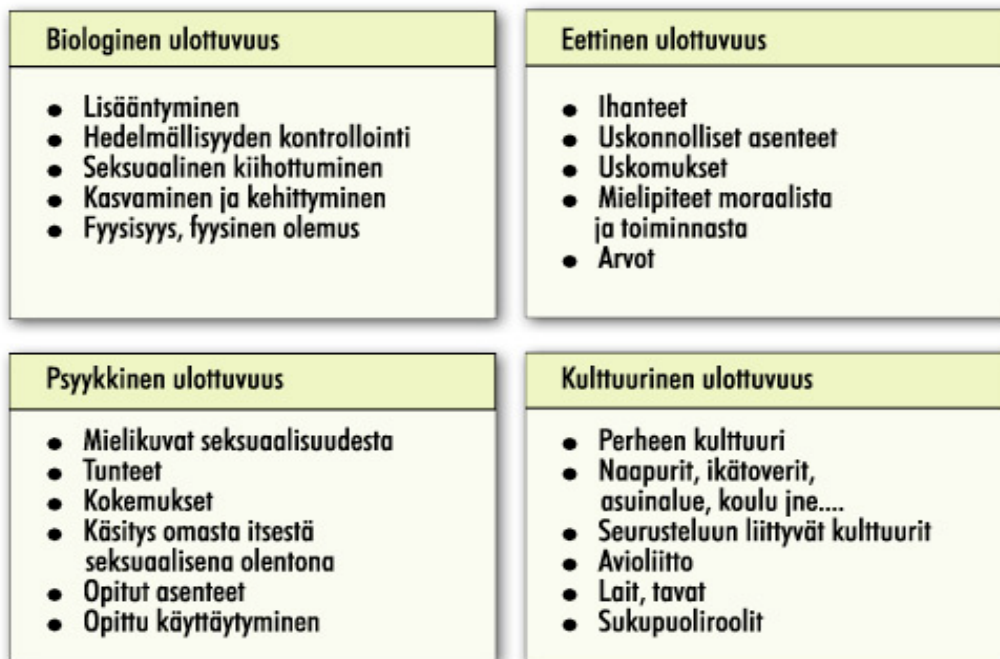 Biologinen ulottuvuus
● Lisääntyminen
● Hedelmällisyyden kontrollointi
● Seksuaalinen kiihottuminen
● Kasvaminen ja kehittyminen
● Fyysisyys, fyysinen olemus
Eettinen ulottuvuus
● Ihanteet
● Uskonnolliset asenteet
● Uskomukset
● Mielipiteet moraalista
ja toiminnasta
● Arvot
Psyykkinen ulottuvuus
● Mielikuvat seksuaalisuudesta
● Tunteet
● Kokemukset
● Käsitys omasta itsestä
seksuaalisena olentona
● Opitut asenteet
● Opittu käyttäytyminen
Kulttuurinen ulottuvuus
● Perheen kulttuuri
● Naapurit, ikätoverit,
asuinalue, koulu jne....
● Seurusteluun liittyvät kulttuurit
● Avioliitto
● Lait, tavat
● Sukupuoliroolit